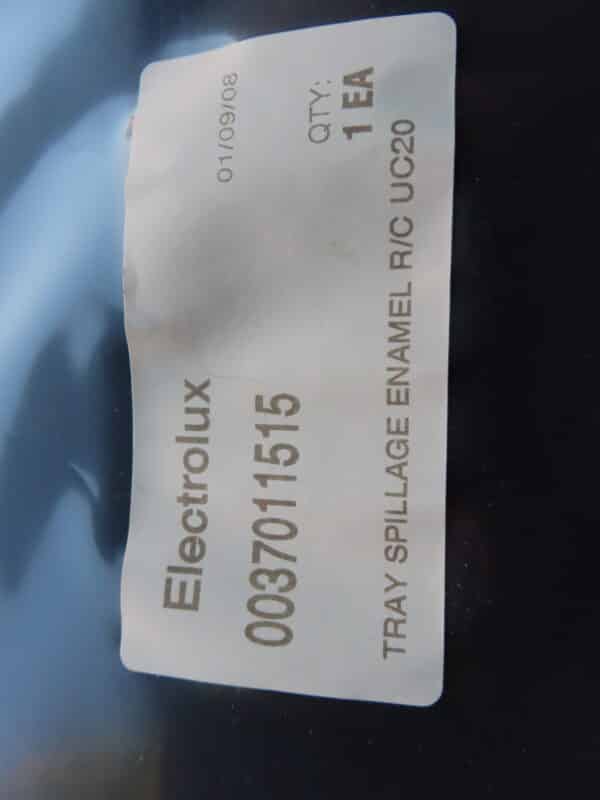 Electrolux 01/09/08
0037011515 QTY:
1 EA
TRAY SPILLAGE ENAMEL R/C UC20